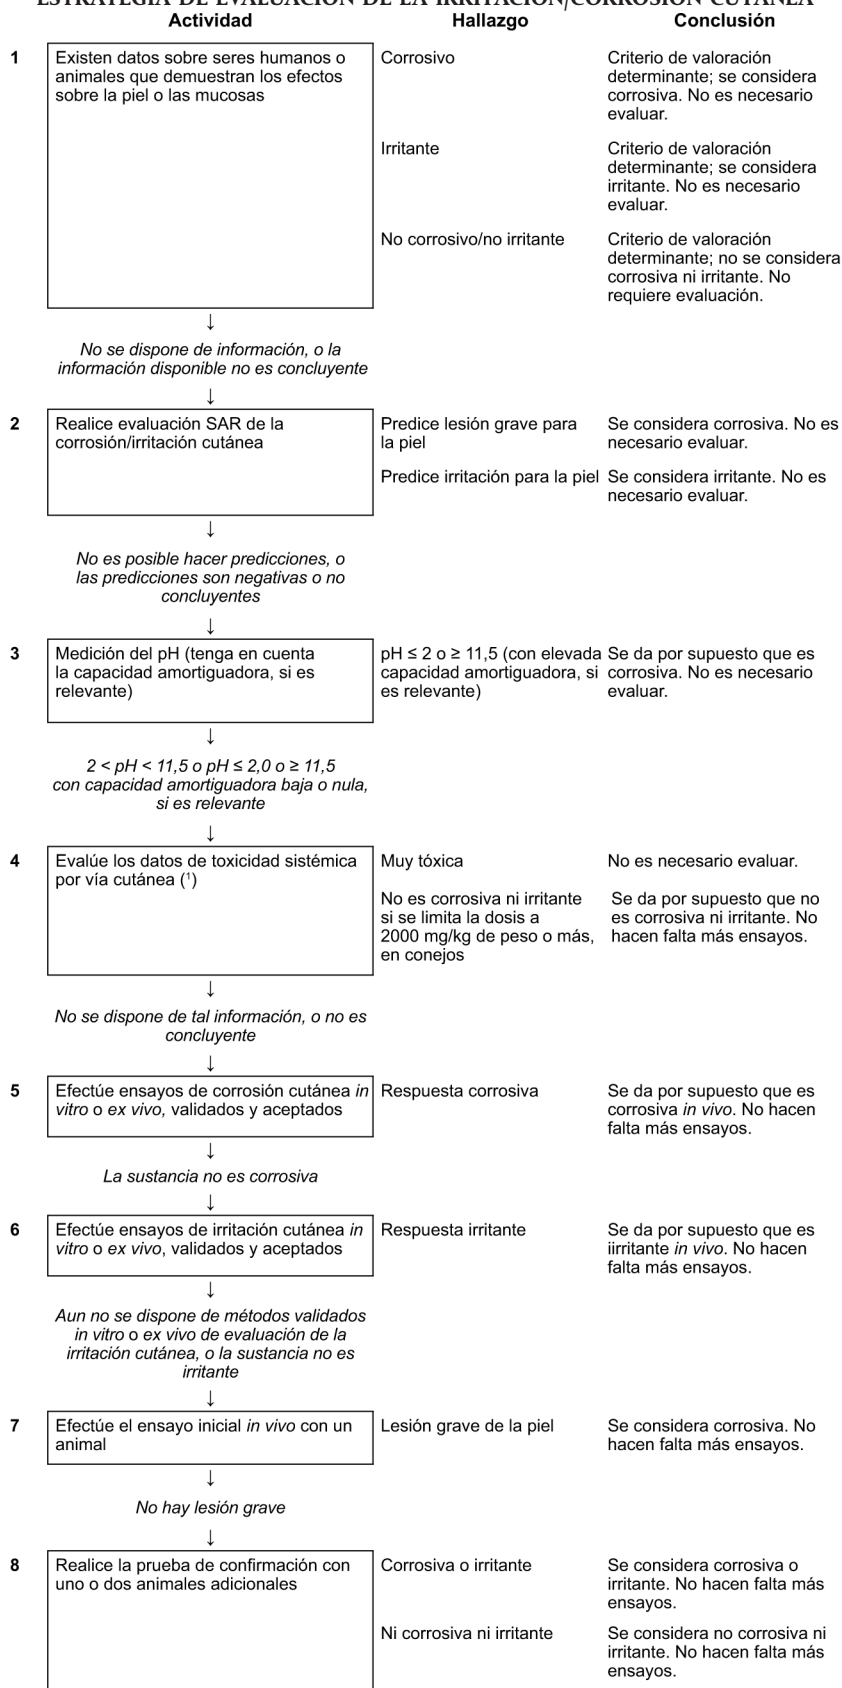 ESTRATEGIA DE EVALUACIÓN DE LA IRRITACIÓN/CORROSIÓN CUTÁNEA
Actividad Hallazgo Conclusión
1 Existen datos sobre seres humanos o
animales que demuestran los efectos
sobre la piel o las mucosas
Corrosivo
Criterio de valoración
determinante; se considera
corrosiva. No es necesario
evaluar.
Irritante
Criterio de valoración
determinante; se considera
irritante. No es necesario
evaluar.
No corrosivo/no irritante
Criterio de valoración
determinante; no se considera
corrosiva ni irritante. No
requiere evaluación.
↓
No se dispone de información, o la
información disponible no es concluyente
↓
2 Realice evaluación SAR de la
corrosión/irritación cutánea
Predice lesión grave para
la piel
Se considera corrosiva. No es
necesario evaluar.
Predice irritación para la piel
Se considera irritante. No es
necesario evaluar.
↓
No es posible hacer predicciones, o
las predicciones son negativas o no
concluyentes
↓
3 Medición del pH (tenga en cuenta
la capacidad amortiguadora, si es
relevante)
pH ≤ 2 o ≥ 11,5 (con elevada
capacidad amortiguadora, si
es relevante)
Se da por supuesto que es
corrosiva. No es necesario
evaluar.
↓
2 < pH < 11,5 o pH ≤ 2,0 o ≥ 11,5
con capacidad amortiguadora baja o nula,
si es relevante
↓
4 Evalúe los datos de toxicidad sistémica
por vía cutánea (¹)
Muy tóxica
No es necesario evaluar.
No es corrosiva ni irritante
si se limita la dosis a
2000 mg/kg de peso o más,
en conejos
Se da por supuesto que no
es corrosiva ni irritante. No
hacen falta más ensayos.
↓
No se dispone de tal información, o no es
concluyente
↓
5 Efectúe ensayos de corrosión cutánea in
vitro o ex vivo, validados y aceptados
Respuesta corrosiva
Se da por supuesto que es
corrosiva in vivo. No hacen
falta más ensayos.
↓
La sustancia no es corrosiva
↓
6 Efectúe ensayos de irritación cutánea in
vitro o ex vivo, validados y aceptados
Respuesta irritante
Se da por supuesto que es
iirritante in vivo. No hacen
falta más ensayos.
↓
Aun no se dispone de métodos validados
in vitro o ex vivo de evaluación de la
irritación cutánea, o la sustancia no es
irritante
↓
7 Efectúe el ensayo inicial in vivo con un
animal
Lesión grave de la piel
Se considera corrosiva. No
hacen falta más ensayos.
↓
No hay lesión grave
↓
8 Realice la prueba de confirmación con
uno o dos animales adicionales
Corrosiva o irritante
Se considera corrosiva o
irritante. No hacen falta más
ensayos.
Ni corrosiva ni irritante
Se considera no corrosiva ni
irritante. No hacen falta más
ensayos.